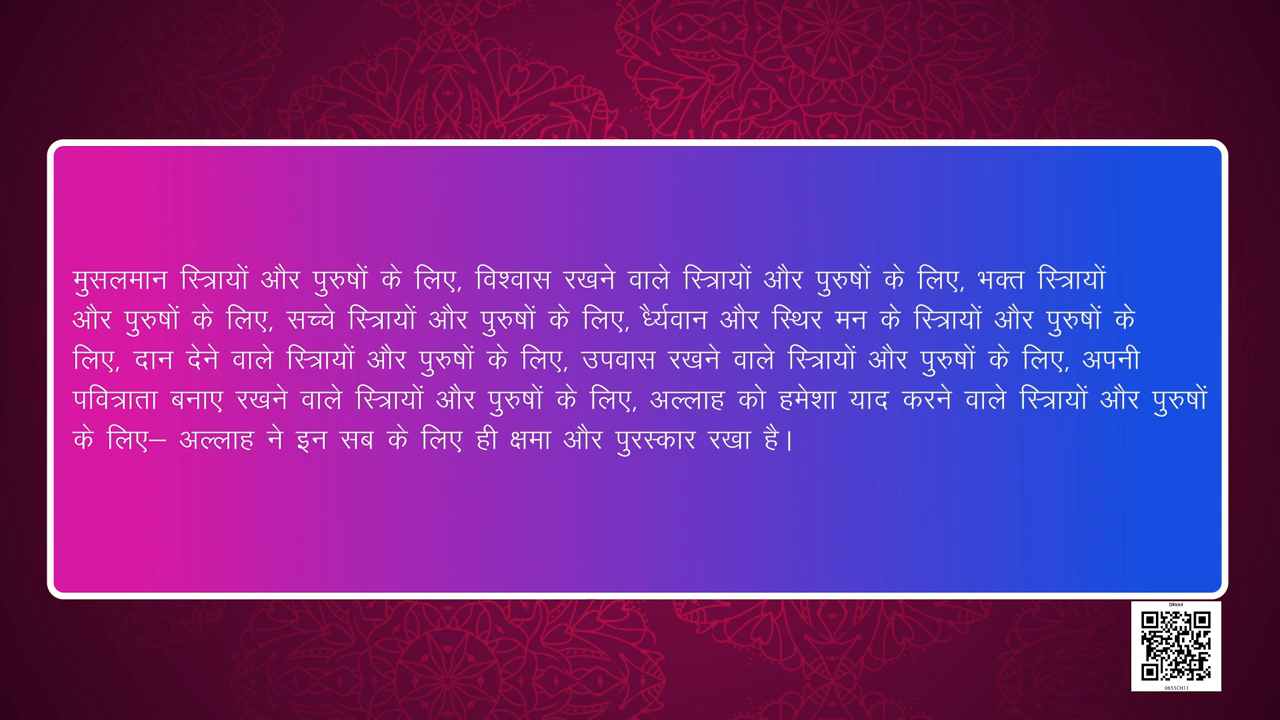 मुसलमान स्त्रिायों और पुरुषों के लिए, विश्वास रखने वाले स्त्रिायों और पुरुषों के लिए, भक्त स्त्रिायों
और पुरुषों के लिए, सच्चे स्त्रिायों और पुरुषों के लिए, र्धैर्यवान और स्थिर मन के स्त्रिायों और पुरुषों के
लिए, दान देने वाले स्त्रिायों और पुरुषों के लिए, उपवास रखने वाले स्त्रिायों और पुरुषों के लिए, अपनी
पवित्राता बनाए रखने वाले स्त्रिायों और पुरुषों के लिए, अल्लाह को हमेशा याद करने वाले स्त्रिायों और पुरुषों
के लिए– अल्लाह ने इन सब के लिए ही क्षमा और पुरस्कार रखा है।
0655CH11